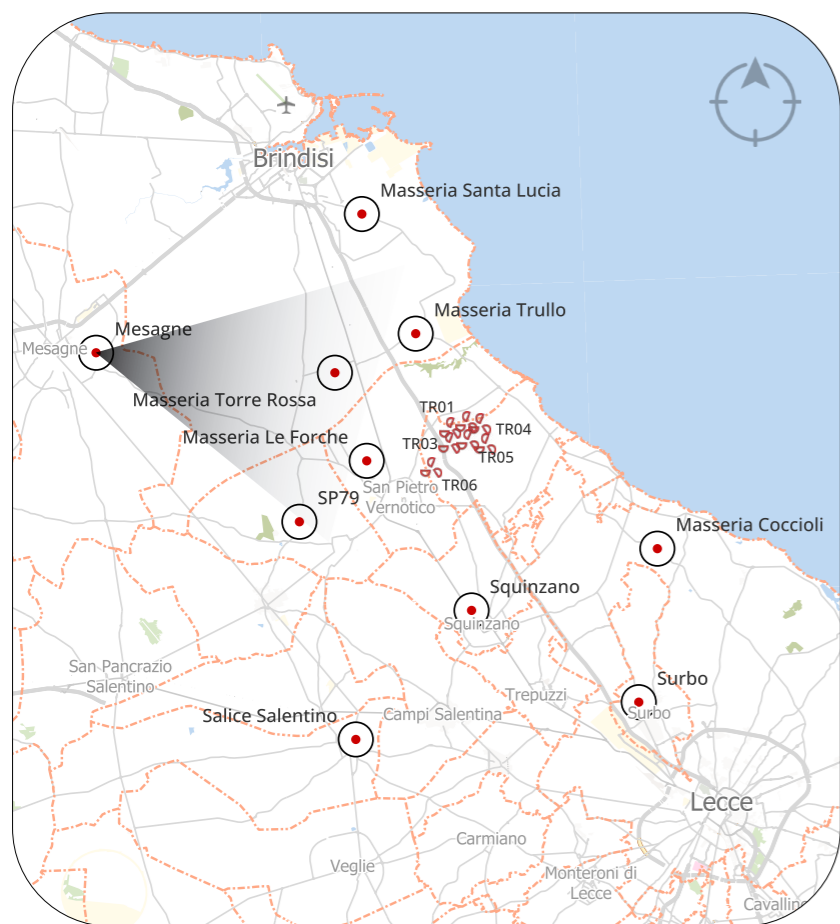 Brindisi
Masseria Santa Lucia
Masseria Trullo
Mesagne
Mesagne
Masseria Torre Rossa
TR01
TR04
Masseria Le Forche
TR03
TR05
TR06
San Pietro
Vernotico
SP79
Masseria Coccioli
Squinzano
Squinzano
San Pancrazio
Salentino
Trepuzzi
Surbo
Surbo
Salice Salentino
Campi Salentina
Lecce
Carmiano
Veglie
Monteroni di
Lecce
Cavallino